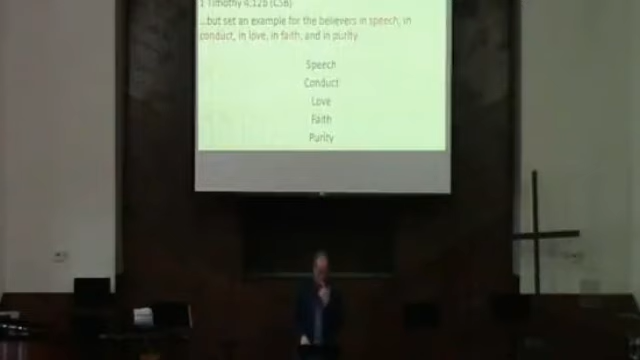 1 Timothy 4:12b (CSB)
...but set an example for the believers in speech, in
conduct, in love, in faith, and in purity.
Speech
Conduct
Love
Faith
Purity